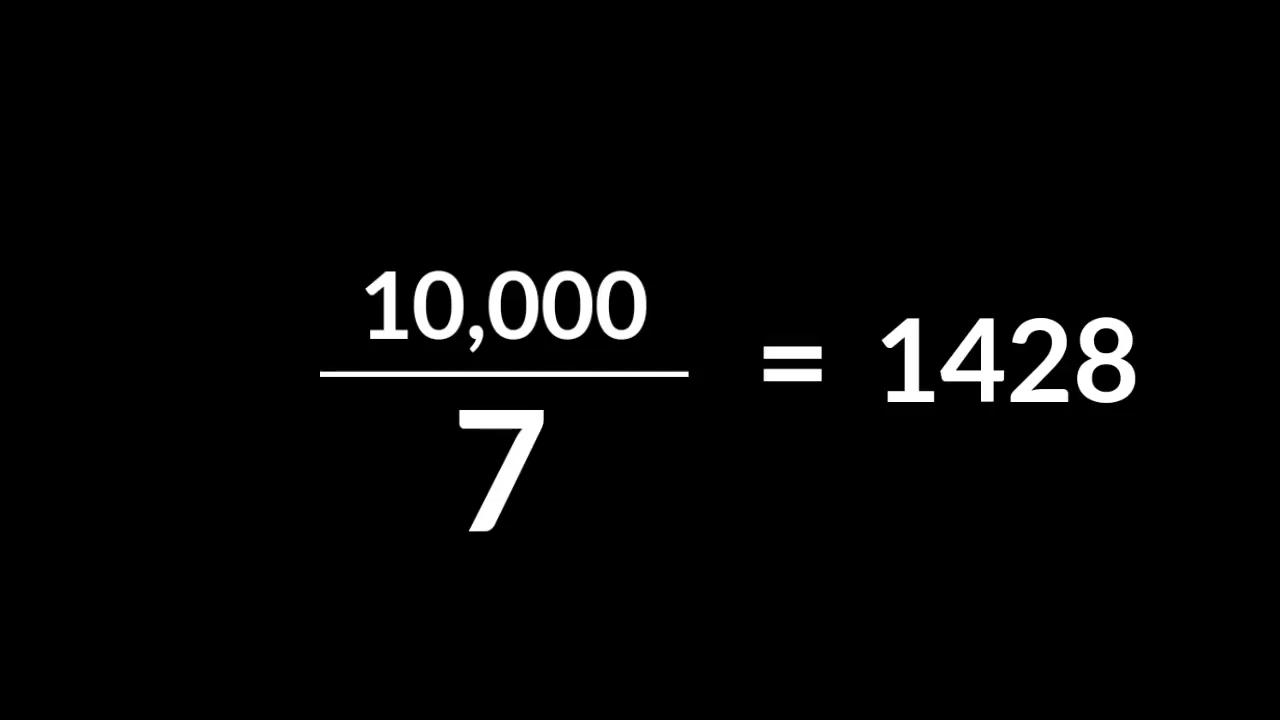 10,000
7
= 1428